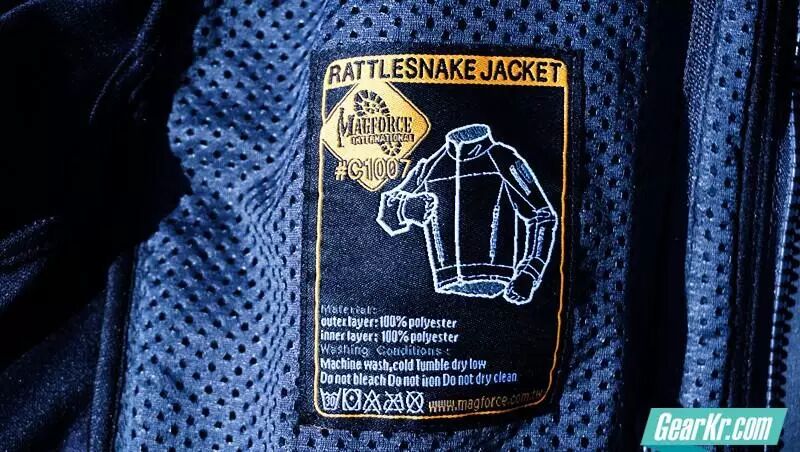 RATTLESNAKE JACKET
MAGFORCE
INTERNATIONAL
#C1007
Material:
outer layer: 100% polyester
inner layer: 100% polyester
Washing Conditions:
Machine wash,cold Tumble dry low
Do not bleach Do not iron Do not dry clean
30
www.magforce.com.tw
GearKr.com